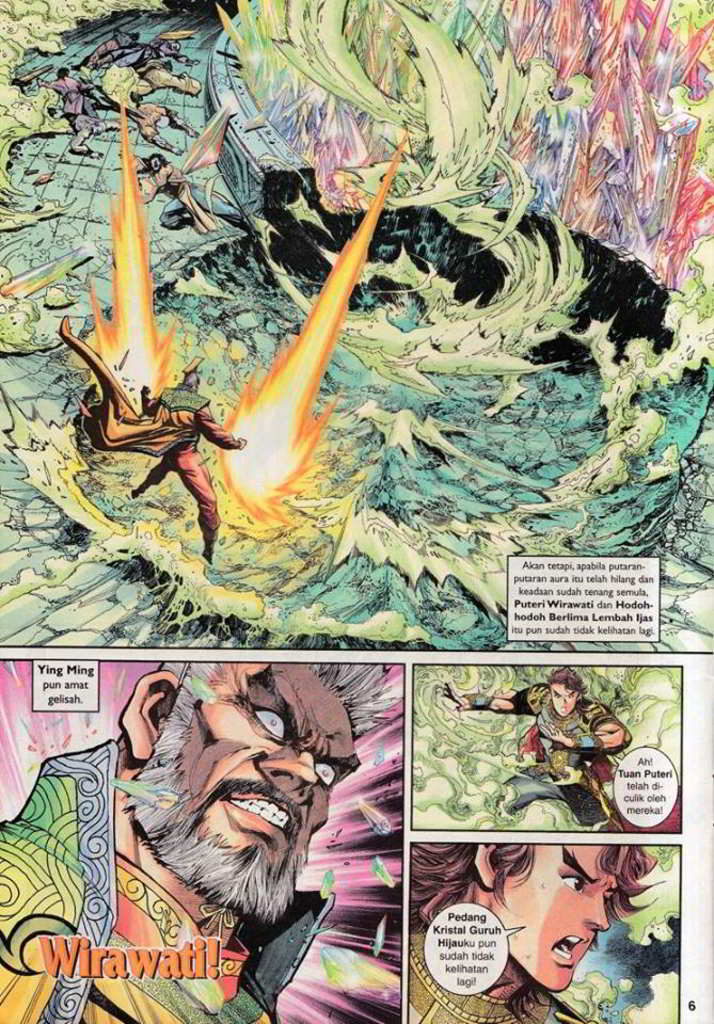 Akan tetapi, apabila putaran-
putaran aura itu telah hilang dan
keadaan sudah tenang semula,
Puteri Wirawati dan Hodoh-
hodoh Berlima Lembah Ijas
itu pun sudah tidak kelihatan lagi.
Ying Ming
pun amat
gelisah.
Wirawati!
Ah!
Tuan Puteri
telah di-
culik oleh
mereka!
Pedang
Kristal Guruh
Hijauku pun
sudah tidak
kelihatan
lagi!
6